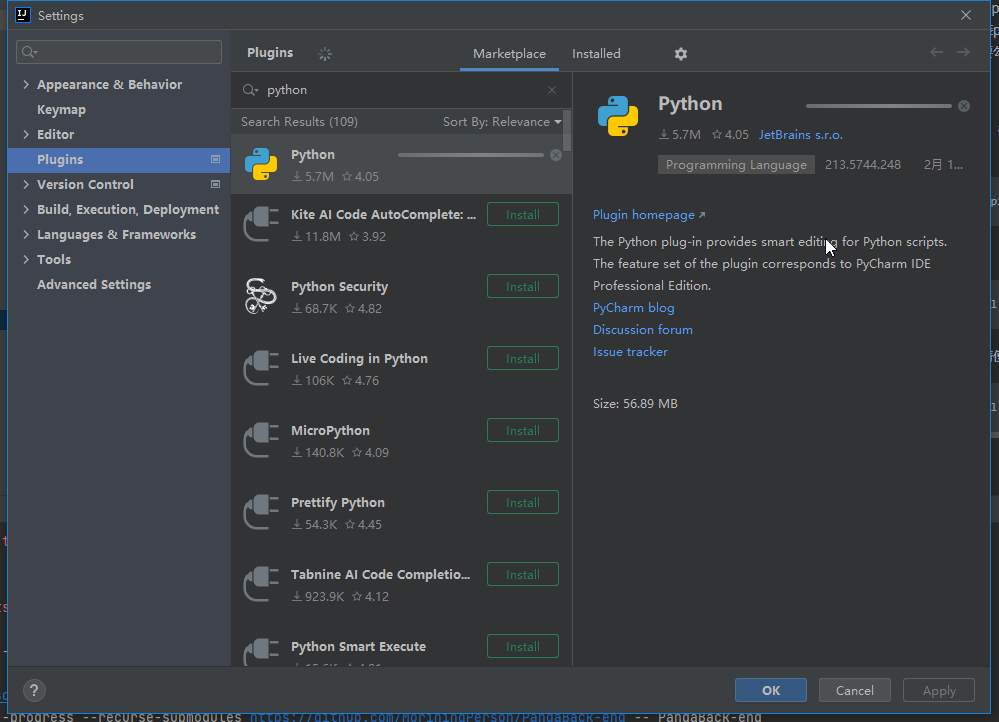 Settings
Plugins
Marketplace
Installed
Appearance & Behavior
Keymap
Editor
Plugins
Version Control
Build, Execution, Deployment
Languages & Frameworks
Tools
Advanced Settings
python
Search Results (109)
Sort By: Relevance
Python
5.7M 4.05
Kite AI Code AutoComplete: ...
Install
11.8M 3.92
Python Security
Install
68.7K 4.82
Live Coding in Python
Install
106K 4.76
MicroPython
Install
140.8K 4.09
Prettify Python
Install
54.3K 4.45
Tabnine AI Code Completio...
Install
923.9K 4.12
Python Smart Execute
Install
Python
5.7M 4.05 JetBrains s.r.o.
Programming Language 213.5744.248 2月 1...
Plugin homepage
The Python plug-in provides smart editing for Python scripts.
The feature set of the plugin corresponds to PyCharm IDE
Professional Edition.
PyCharm blog
Discussion forum
Issue tracker
Size: 56.89 MB
?
OK
Cancel
Apply
-progress --recurse-submodules https://github.com/MorningPerson/PandaBack-end -- PandaBack-end